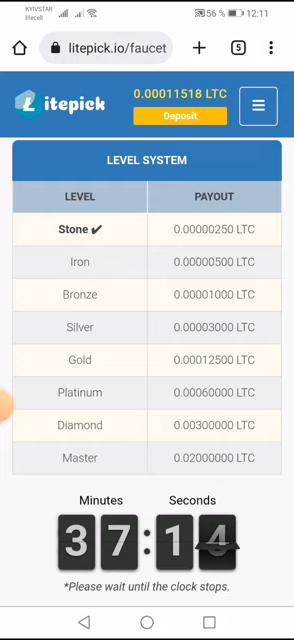 KYIVSTAR
lifecell
56 %
12:11
litepick.io/faucet
5
Litepick
0.00011518 LTC
Deposit
LEVEL SYSTEM
LEVEL PAYOUT
Stone ✔ 0.00000250 LTC
Iron 0.00000500 LTC
Bronze 0.00001000 LTC
Silver 0.00003000 LTC
Gold 0.00012500 LTC
Platinum 0.00060000 LTC
Diamond 0.00300000 LTC
Master 0.02000000 LTC
Minutes Seconds
37:1
*Please wait until the clock stops.